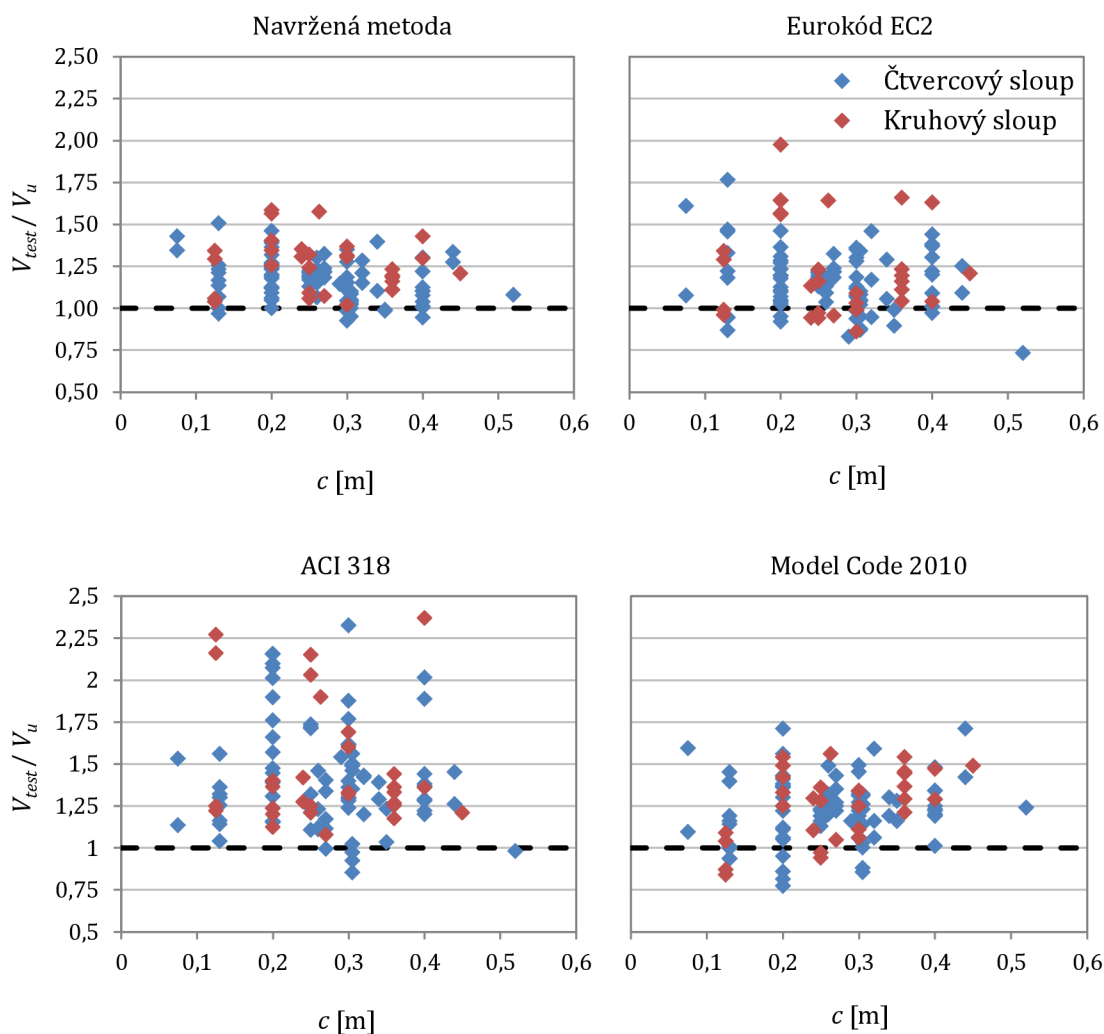 Navržená metoda
2,50
2,25
2,00
1,75
1,50
1,25
1,00
0,75
0,50
V_test / V_u
0 0,1 0,2 0,3 0,4 0,5 0,6
c [m]
Eurokód EC2
Čtvercový sloup
Kruhový sloup
0 0,1 0,2 0,3 0,4 0,5 0,6
c [m]
ACI 318
2,5
2,25
2
1,75
1,5
1,25
1
0,75
0,5
V_test / V_u
0 0,1 0,2 0,3 0,4 0,5 0,6
c [m]
Model Code 2010
0 0,1 0,2 0,3 0,4 0,5 0,6
c [m]